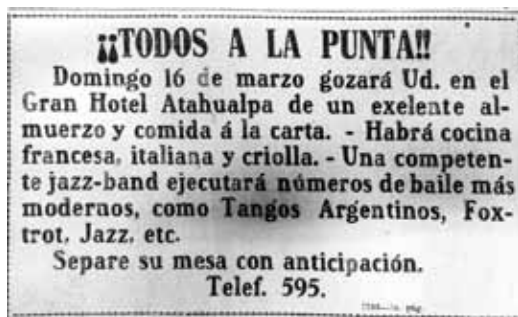 ¡¡TODOS A LA PUNTA!!
Domingo 16 de marzo gozará Ud. en el
Gran Hotel Atahualpa de un exelente al-
muerzo y comida á la carta. - Habrá cocina
francesa, italiana y criolla. - Una competen-
te jazz-band ejecutará números de baile más
modernos, como Tangos Argentinos, Fox-
trot, Jazz, etc.
Separe su mesa con anticipación.
Telef. 595.